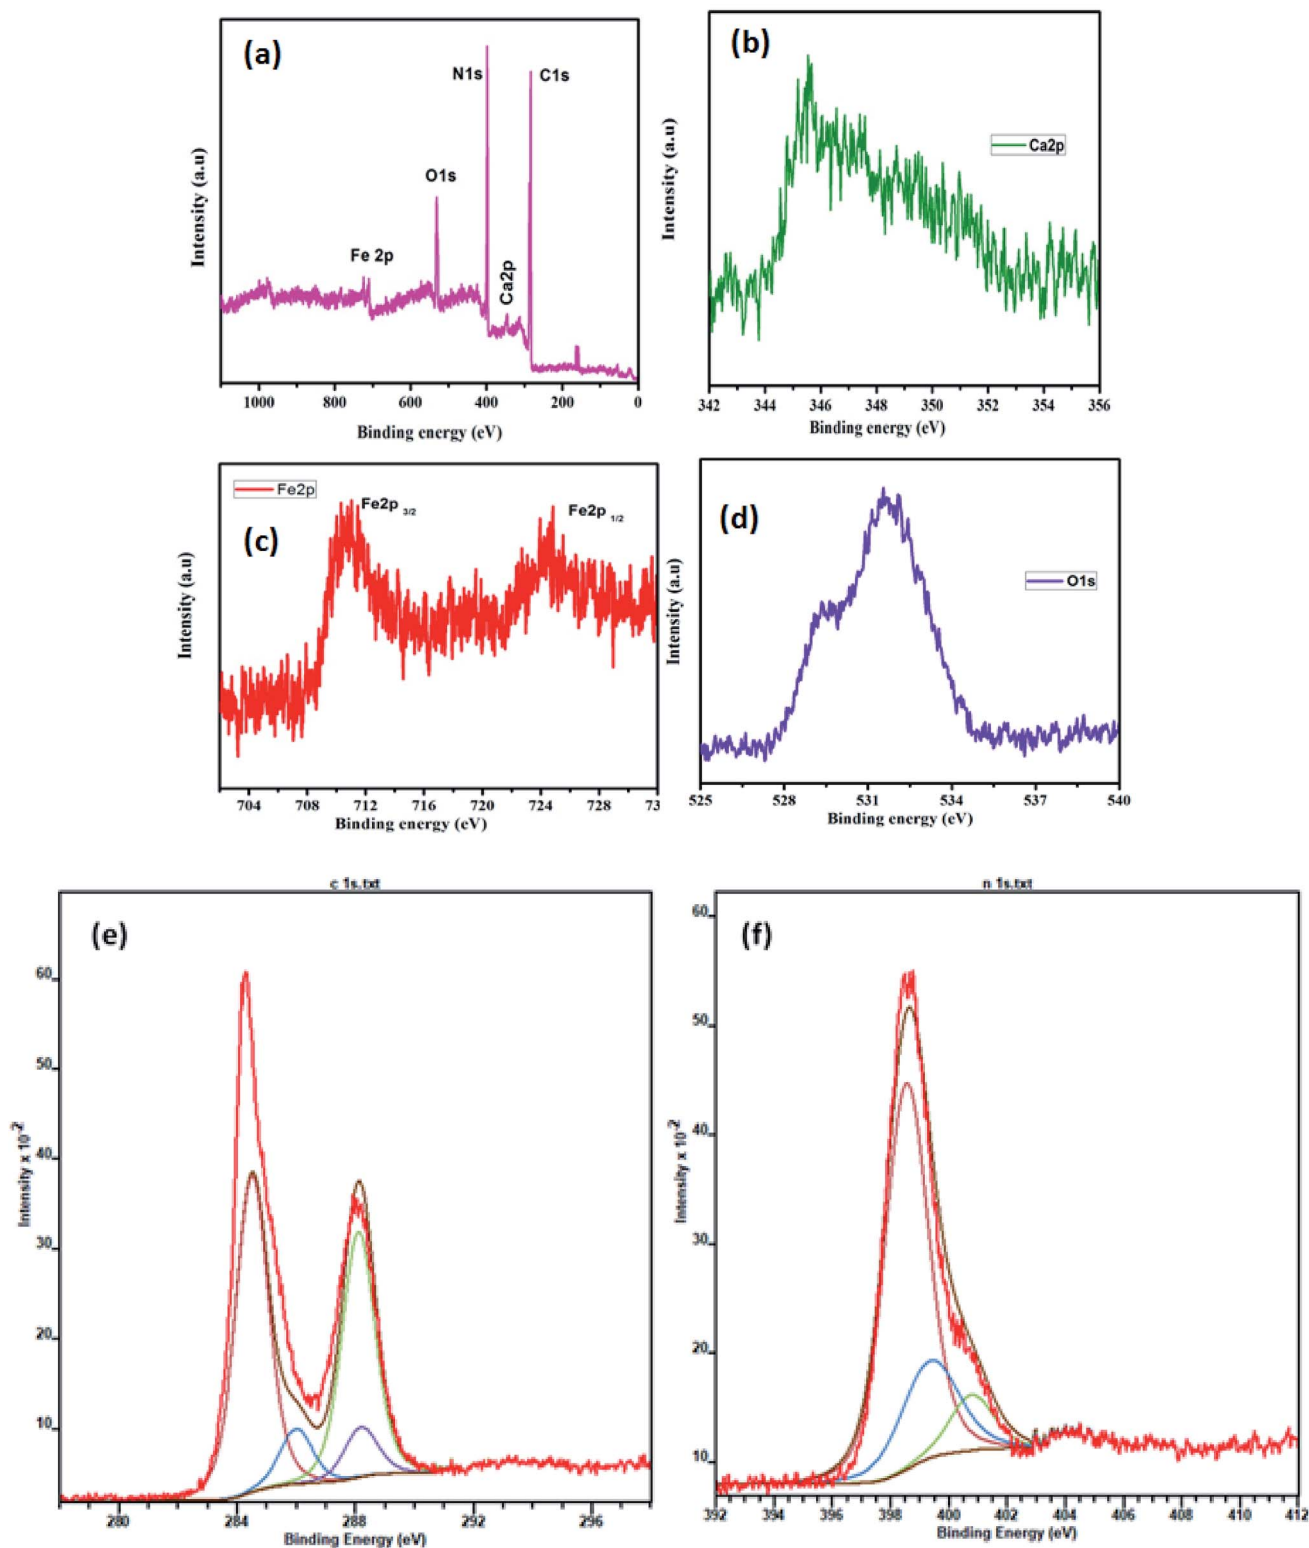 (a)
N1s
C1s
O1s
Fe 2p
Ca2p
Intensity (a.u)
1000 800 600 400 200 0
Binding energy (eV)
(b)
Ca2p
Intensity (a.u)
342 344 346 348 350 352 354 356
Binding energy (eV)
Fe2p
Fe2p 3/2
Fe2p 1/2
(c)
Intensity (a.u)
704 708 712 716 720 724 728 73
Binding energy (eV)
(d)
O1s
Intensity (a.u)
525 528 531 534 537 540
Binding energy (eV)
c 1s.txt
(e)
60
50
40
30
20
10
Intensity x 10^-2
280 284 288 292 296
Binding Energy (eV)
n 1s.txt
(f)
60
50
40
30
20
10
Intensity x 10^-2
392 394 396 398 400 402 404 406 408 410 412
Binding Energy (eV)